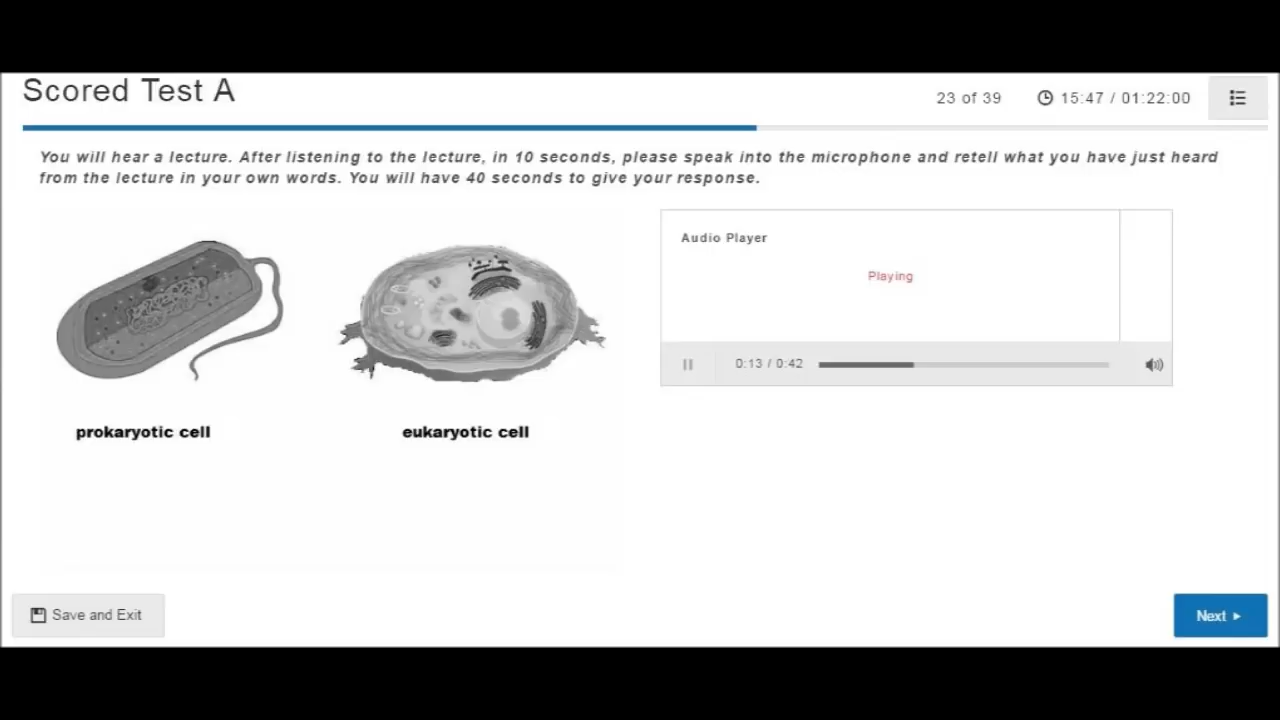 Scored Test A
23 of 39
15:47 / 01:22:00
You will hear a lecture. After listening to the lecture, in 10 seconds, please speak into the microphone and retell what you have just heard
from the lecture in your own words. You will have 40 seconds to give your response.
Audio Player
Playing
0:13 / 0:42
prokaryotic cell
eukaryotic cell
Save and Exit
Next